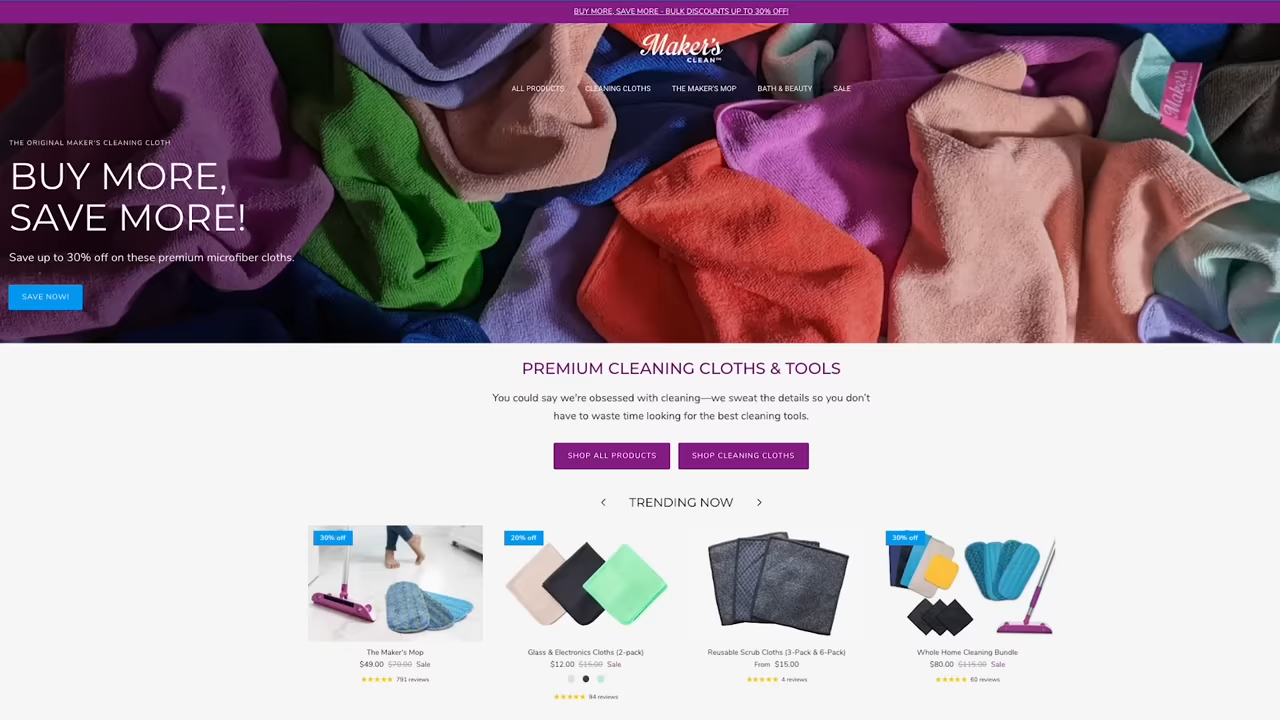 BUY MORE, SAVE MORE - BULK DISCOUNTS UP TO 30% OFF!
Maker's
CLEAN™
ALL PRODUCTS CLEANING CLOTHS THE MAKER'S MOP BATH & BEAUTY SALE
Maker's
THE ORIGINAL MAKER'S CLEANING CLOTH
BUY MORE,
SAVE MORE!
Save up to 30% off on these premium microfiber cloths.
SAVE NOW!
PREMIUM CLEANING CLOTHS & TOOLS
You could say we're obsessed with cleaning—we sweat the details so you don't
have to waste time looking for the best cleaning tools.
SHOP ALL PRODUCTS SHOP CLEANING CLOTHS
TRENDING NOW
30% off
The Maker's Mop
$49.00 $70.00 Sale
791 reviews
20% off
Glass & Electronics Cloths (2-pack)
$12.00 $15.00 Sale
94 reviews
Reusable Scrub Cloths (3-Pack & 6-Pack)
From $15.00
4 reviews
30% off
Whole Home Cleaning Bundle
$80.00 $115.00 Sale
60 reviews